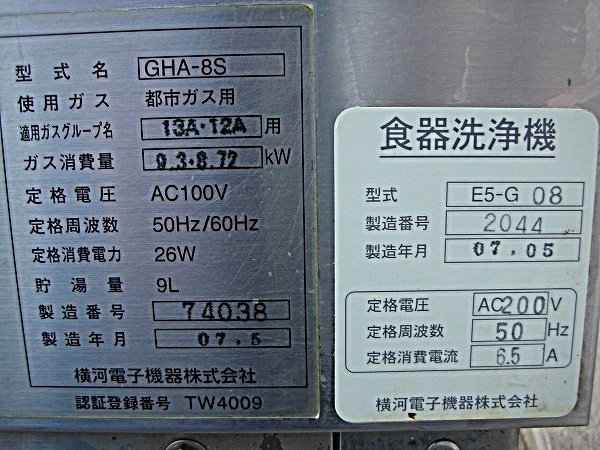 型式名 GHA-8S
使用ガス 都市ガス用
適用ガスグループ名 13A・12A 用
ガス消費量 9.3・8.72 kW
定格電圧 AC100V
定格周波数 50Hz/60Hz
定格消費電力 26W
貯湯量 9L
製造番号 74038
製造年月 07.5
横河電子機器株式会社
認証登録番号 TW4009
食器洗浄機
型式 E5-G 08
製造番号 2044
製造年月 07.05
定格電圧 AC200V
定格周波数 50 Hz
定格消費電流 6.5 A
横河電子機器株式会社